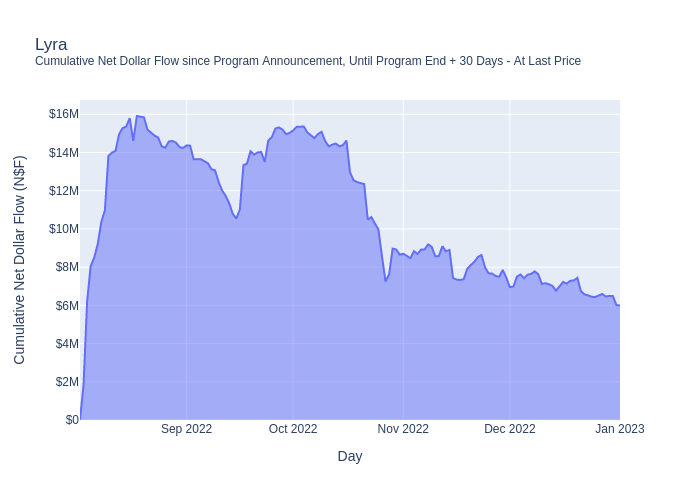 Lyra
Cumulative Net Dollar Flow since Program Announcement, Until Program End + 30 Days - At Last Price
$16M
$14M
$12M
$10M
$8M
$6M
$4M
$2M
$0
Cumulative Net Dollar Flow (N$F)
Sep 2022
Oct 2022
Nov 2022
Dec 2022
Jan 2023
Day